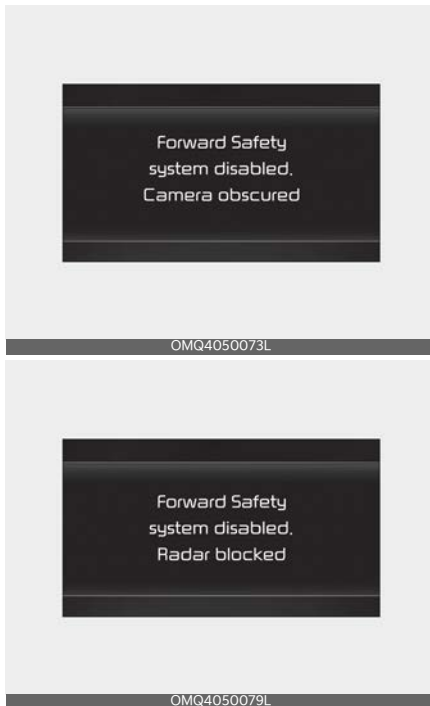 Forward Safety
system disabled.
Camera obscured
OMQ4050073L
Forward Safety
system disabled.
Radar blocked
OMQ4050079L